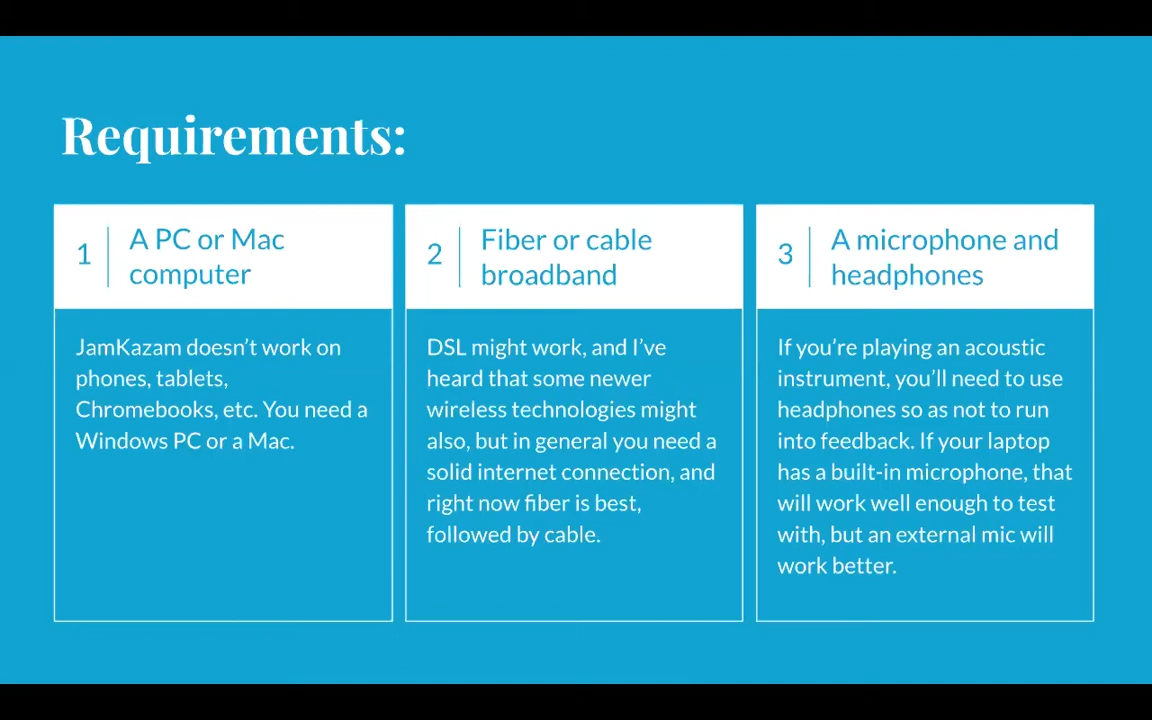 Requirements:
1
A PC or Mac
computer
JamKazam doesn’t work on
phones, tablets,
Chromebooks, etc. You need a
Windows PC or a Mac.
2
Fiber or cable
broadband
DSL might work, and I’ve
heard that some newer
wireless technologies might
also, but in general you need a
solid internet connection, and
right now fiber is best,
followed by cable.
3
A microphone and
headphones
If you’re playing an acoustic
instrument, you’ll need to use
headphones so as not to run
into feedback. If your laptop
has a built-in microphone, that
will work well enough to test
with, but an external mic will
work better.